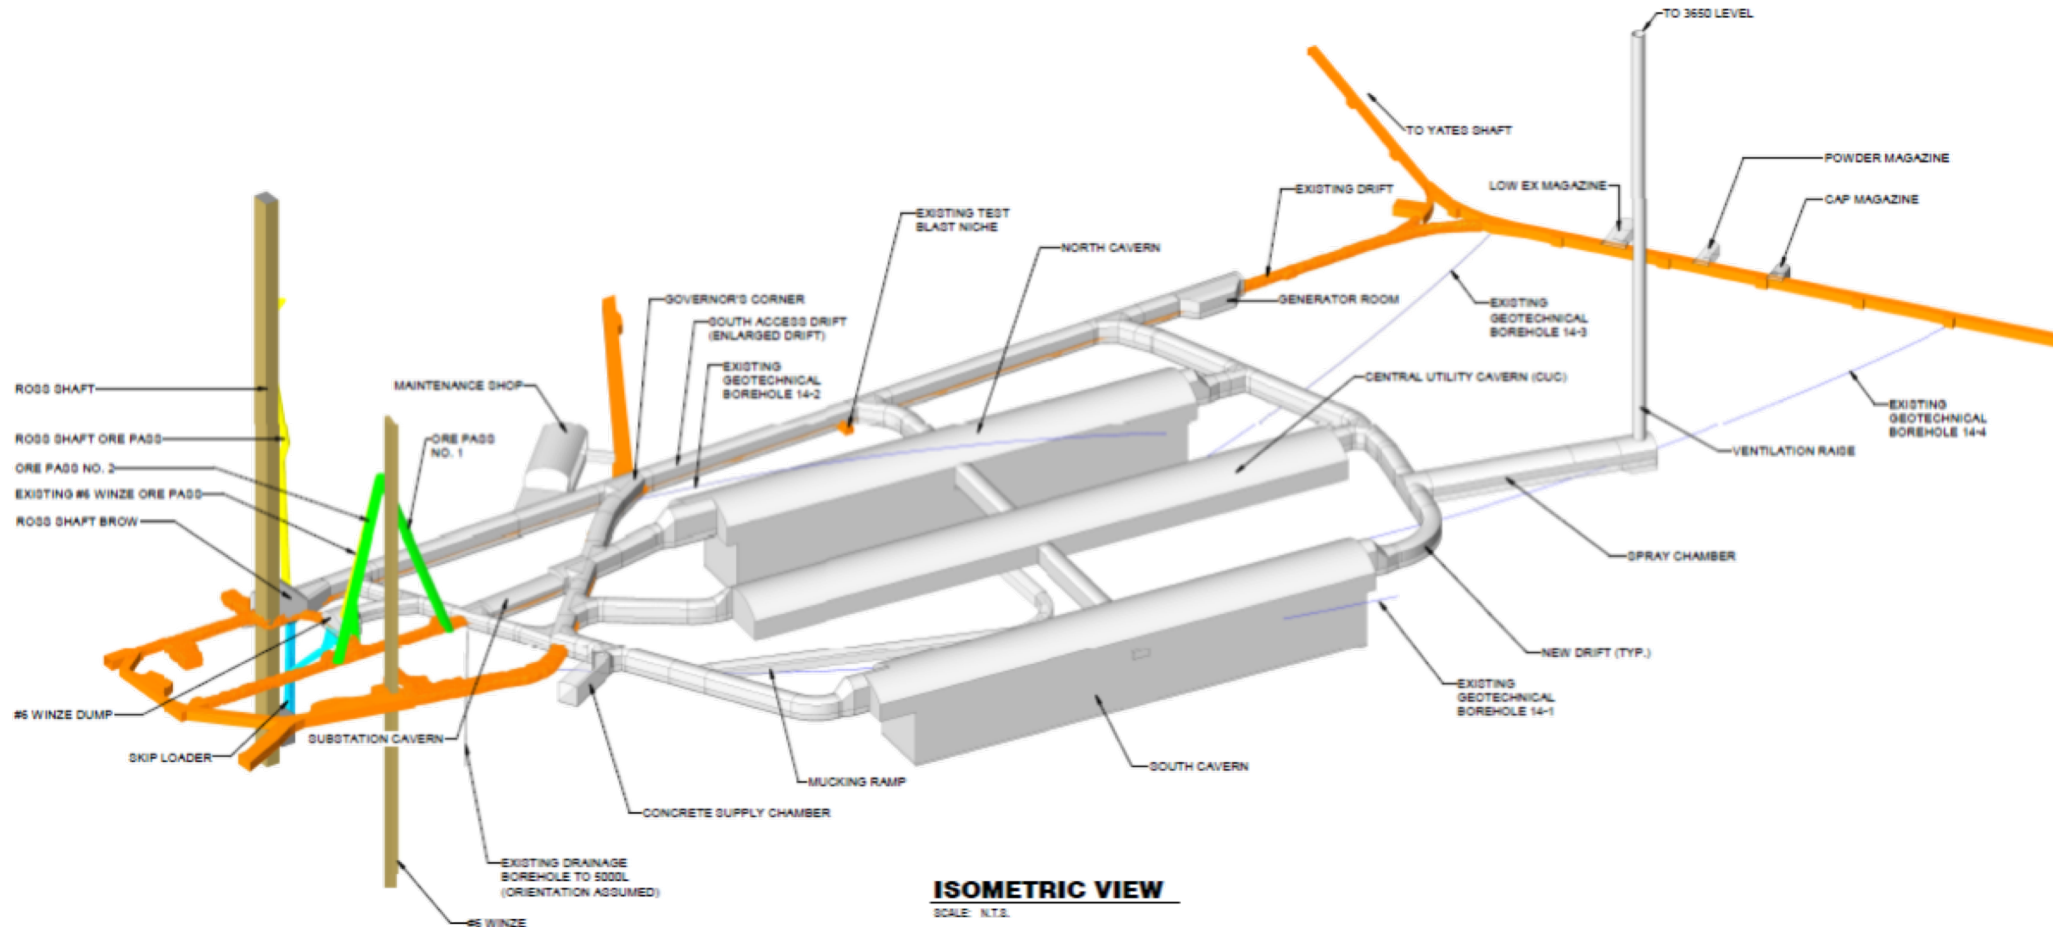 TO 3650 LEVEL
TO YATES SHAFT
POWDER MAGAZINE
LOW EX MAGAZINE
CAP MAGAZINE
EXISTING DRIFT
EXISTING TEST
BLAST NICHE
NORTH CAVERN
GOVERNOR'S CORNER
GENERATOR ROOM
EXISTING
GEOTECHNICAL
BOREHOLE 14-3
SOUTH ACCESS DRIFT
(ENLARGED DRIFT)
EXISTING
GEOTECHNICAL
BOREHOLE 14-2
CENTRAL UTILITY CAVERN (CUC)
ROSS SHAFT
MAINTENANCE SHOP
EXISTING
GEOTECHNICAL
BOREHOLE 14-4
ROSS SHAFT ORE PASS
ORE PASS
NO. 1
VENTILATION RAISE
ORE PASS NO. 2
EXISTING #6 WINZE ORE PASS
ROSS SHAFT BROW
SPRAY CHAMBER
NEW DRIFT (TYP.)
EXISTING
GEOTECHNICAL
BOREHOLE 14-1
#6 WINZE DUMP
SUBSTATION CAVERN
SKIP LOADER
SOUTH CAVERN
MUCKING RAMP
CONCRETE SUPPLY CHAMBER
EXISTING DRAINAGE
BOREHOLE TO 5000L
(ORIENTATION ASSUMED)
#6 WINZE
ISOMETRIC VIEW
SCALE: N.T.S.